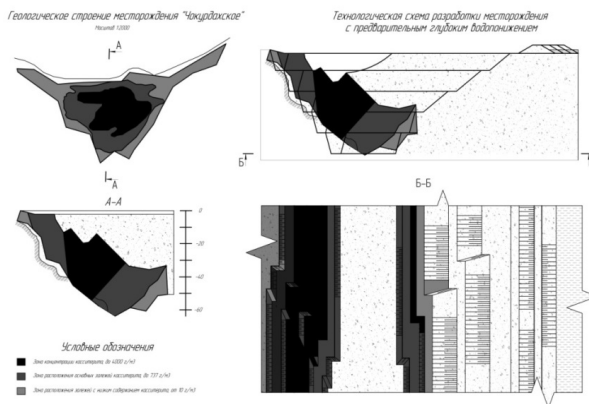 Геологическое строение месторождения "Чокурдахское"
Масштаб 1:2000
А
А
Технологическая схема разработки месторождения
с предварительным глубоким водопонижением
Б
Б
А-А
0
-20
-40
-60
Б-Б
Условные обозначения
Зона концентрации касситерита, до 4000 г/м3
Зона расположения основных залежей касситерита, до 737 г/м3
Зона расположения залежей с низким содержанием касситерита, от 10 г/м3